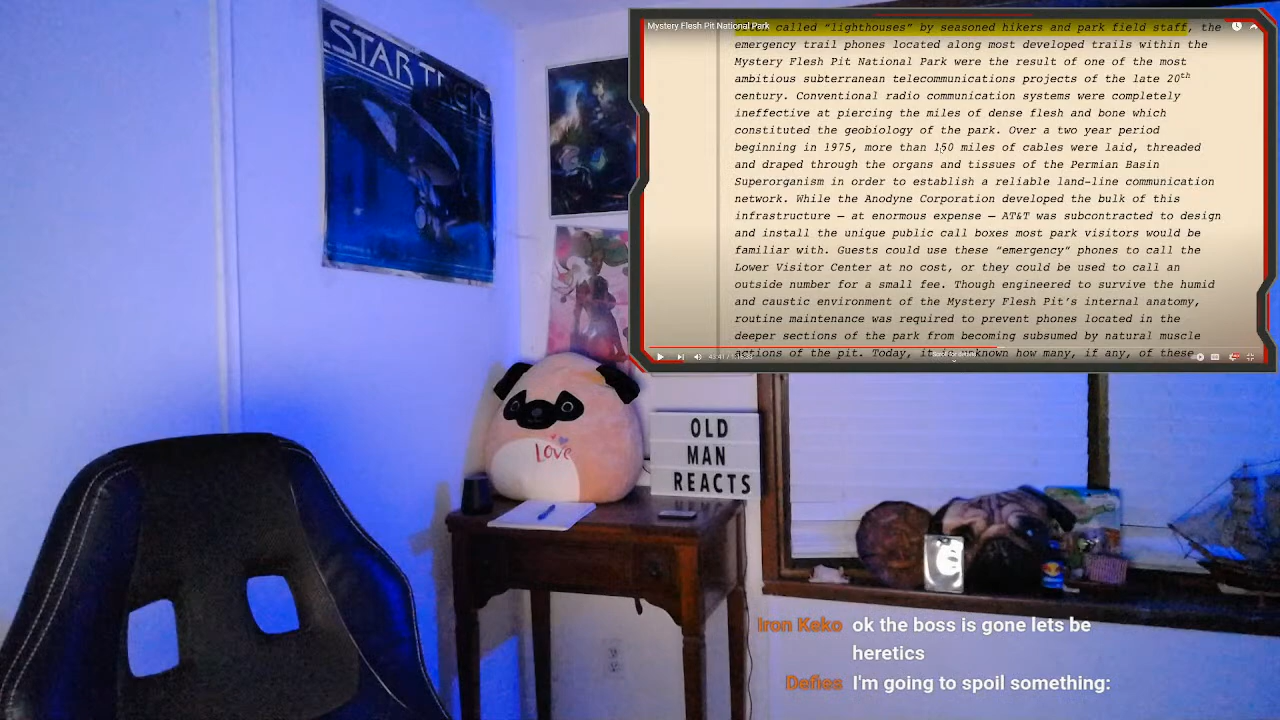 STAR TREK
Mystery Flesh Pit National Park
called “lighthouses” by seasoned hikers and park field staff, the
emergency trail phones located along most developed trails within the
Mystery Flesh Pit National Park were the result of one of the most
ambitious subterranean telecommunications projects of the late 20th
century. Conventional radio communication systems were completely
ineffective at piercing the miles of dense flesh and bone which
constituted the geobiology of the park. Over a two year period
beginning in 1975, more than 150 miles of cables were laid, threaded
and draped through the organs and tissues of the Permian Basin
Superorganism in order to establish a reliable land-line communication
network. While the Anodyne Corporation developed the bulk of this
infrastructure — at enormous expense — AT&T was subcontracted to design
and install the unique public call boxes most park visitors would be
familiar with. Guests could use these “emergency” phones to call the
Lower Visitor Center at no cost, or they could be used to call an
outside number for a small fee. Though engineered to survive the humid
and caustic environment of the Mystery Flesh Pit’s internal anatomy,
routine maintenance was required to prevent phones located in the
deeper sections of the park from becoming subsumed by natural muscle
actions of the pit. Today, it known how many, if any, of these
Scroll for details
Love
OLD
MAN
REACTS
Iron Keko ok the boss is gone lets be
heretics
Defies I'm going to spoil something: